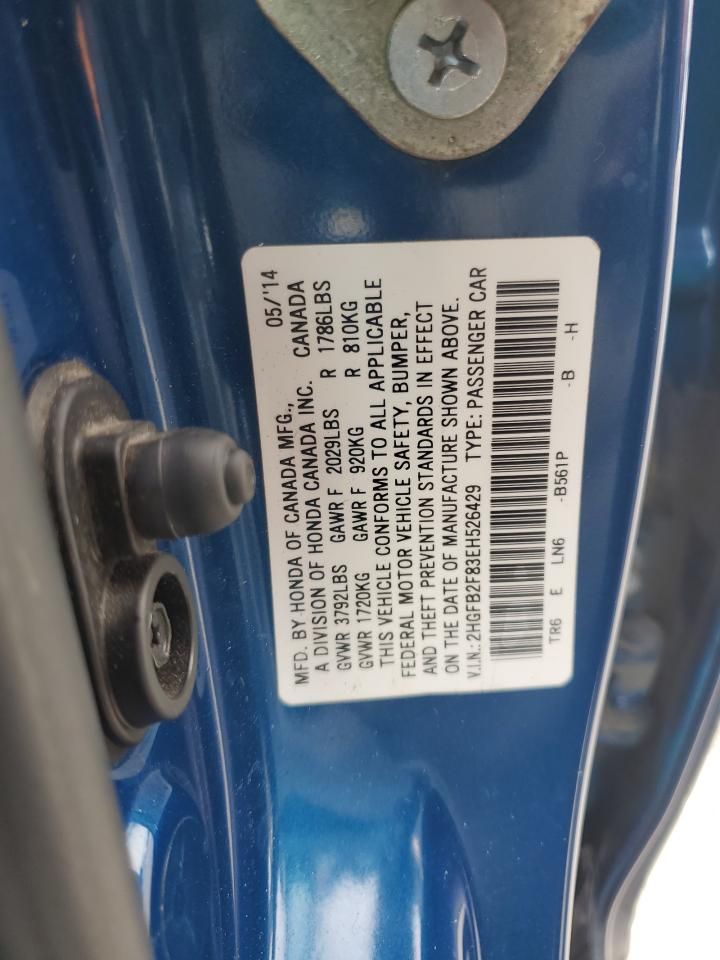 MFD. BY HONDA OF CANADA MFG., 05/'14
A DIVISION OF HONDA CANADA INC. CANADA
GVWR 3792LBS GAWR F 2029LBS R 1786LBS
GVWR 1720KG GAWR F 920KG R 810KG
THIS VEHICLE CONFORMS TO ALL APPLICABLE
FEDERAL MOTOR VEHICLE SAFETY, BUMPER,
AND THEFT PREVENTION STANDARDS IN EFFECT
ON THE DATE OF MANUFACTURE SHOWN ABOVE.
V.I.N.: 2HGFB2F83EH526429 TYPE: PASSENGER CAR
TR6 E LN6 -B561P -B -H